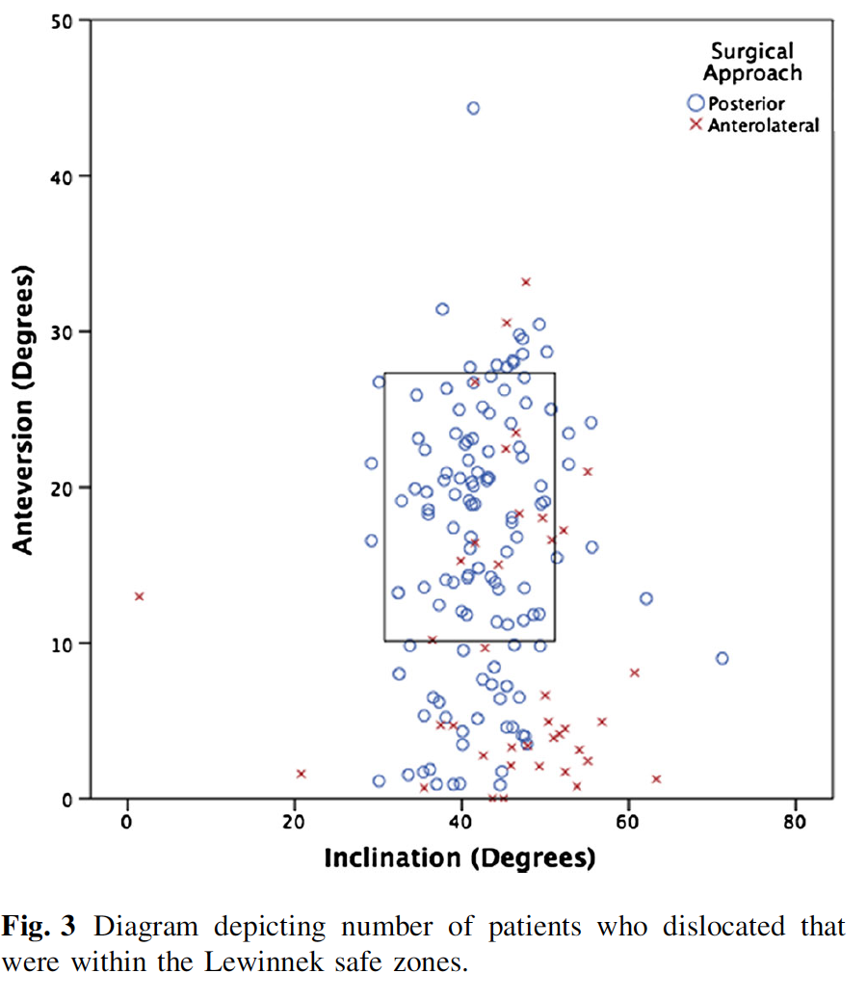 50
40
30
20
10
0
Anteversion (Degrees)
Surgical
Approach
Posterior
Anterolateral
0 20 40 60 80
Inclination (Degrees)
Fig. 3 Diagram depicting number of patients who dislocated that
were within the Lewinnek safe zones.